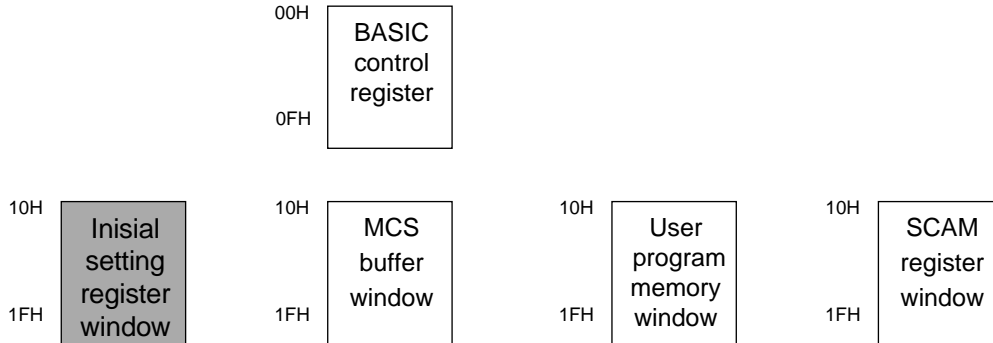 00H
BASIC
control
register
0FH
10H
Inisial
setting
register
window
1FH
10H
MCS
buffer
window
1FH
10H
User
program
memory
window
1FH
10H
SCAM
register
window
1FH